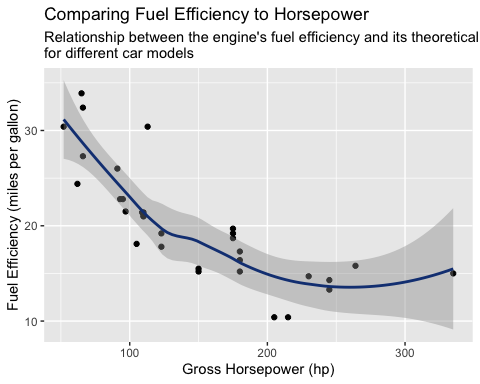 Comparing Fuel Efficiency to Horsepower
Relationship between the engine's fuel efficiency and its theoretical
for different car models
Fuel Efficiency (miles per gallon)
30
20
10
100
200
300
Gross Horsepower (hp)